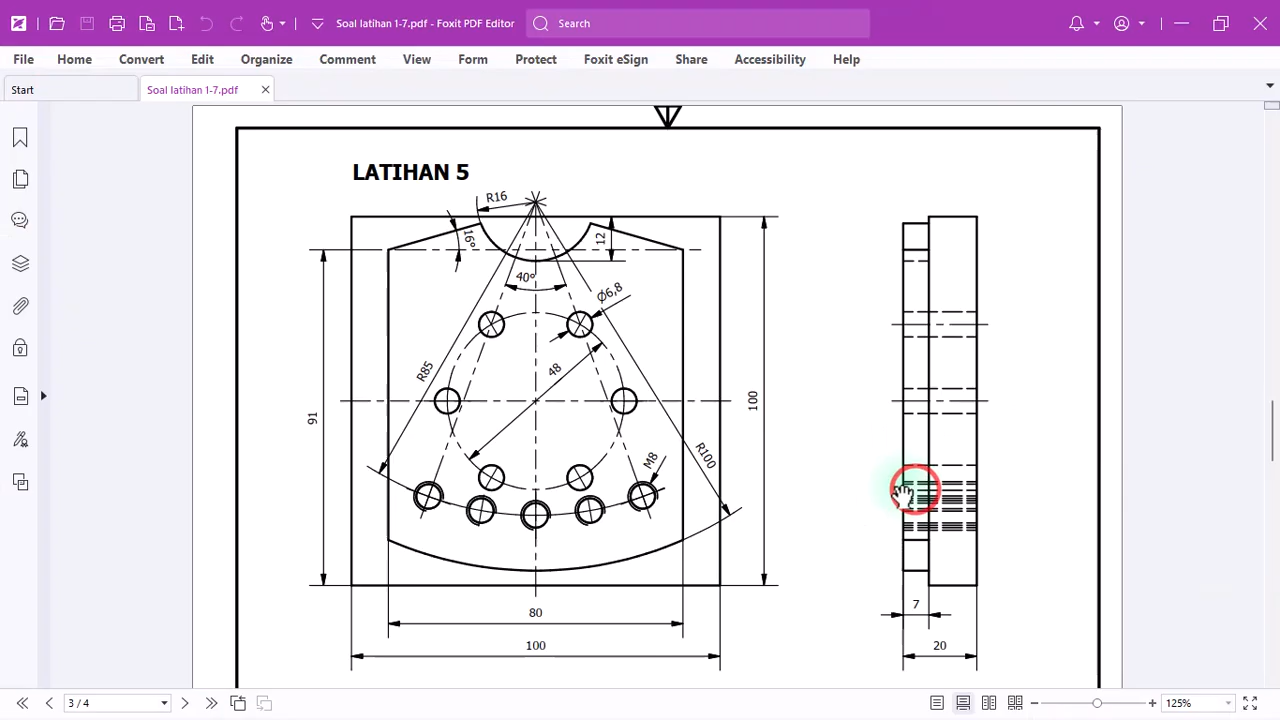 Soal latihan 1-7.pdf - Foxit PDF Editor
Search
File Home Convert Edit Organize Comment View Form Protect Foxit eSign Share Accessibility Help
Start
Soal latihan 1-7.pdf
LATIHAN 5
R16
16°
12
40°
Ø6,8
R85
48
91
100
R100
M8
7
80
20
100
3 / 4
125%